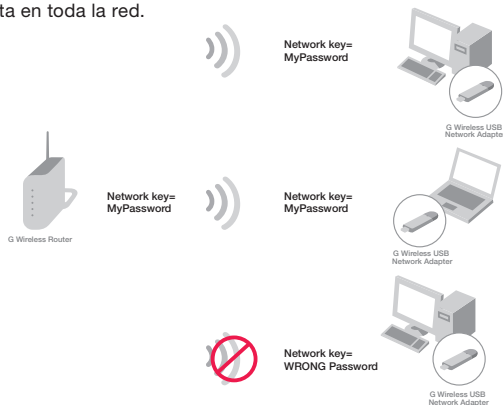 ta en toda la red.
Network key=
MyPassword
G Wireless USB
Network Adapter
G Wireless Router
Network key=
MyPassword
Network key=
MyPassword
G Wireless USB
Network Adapter
Network key=
WRONG Password
G Wireless USB
Network Adapter